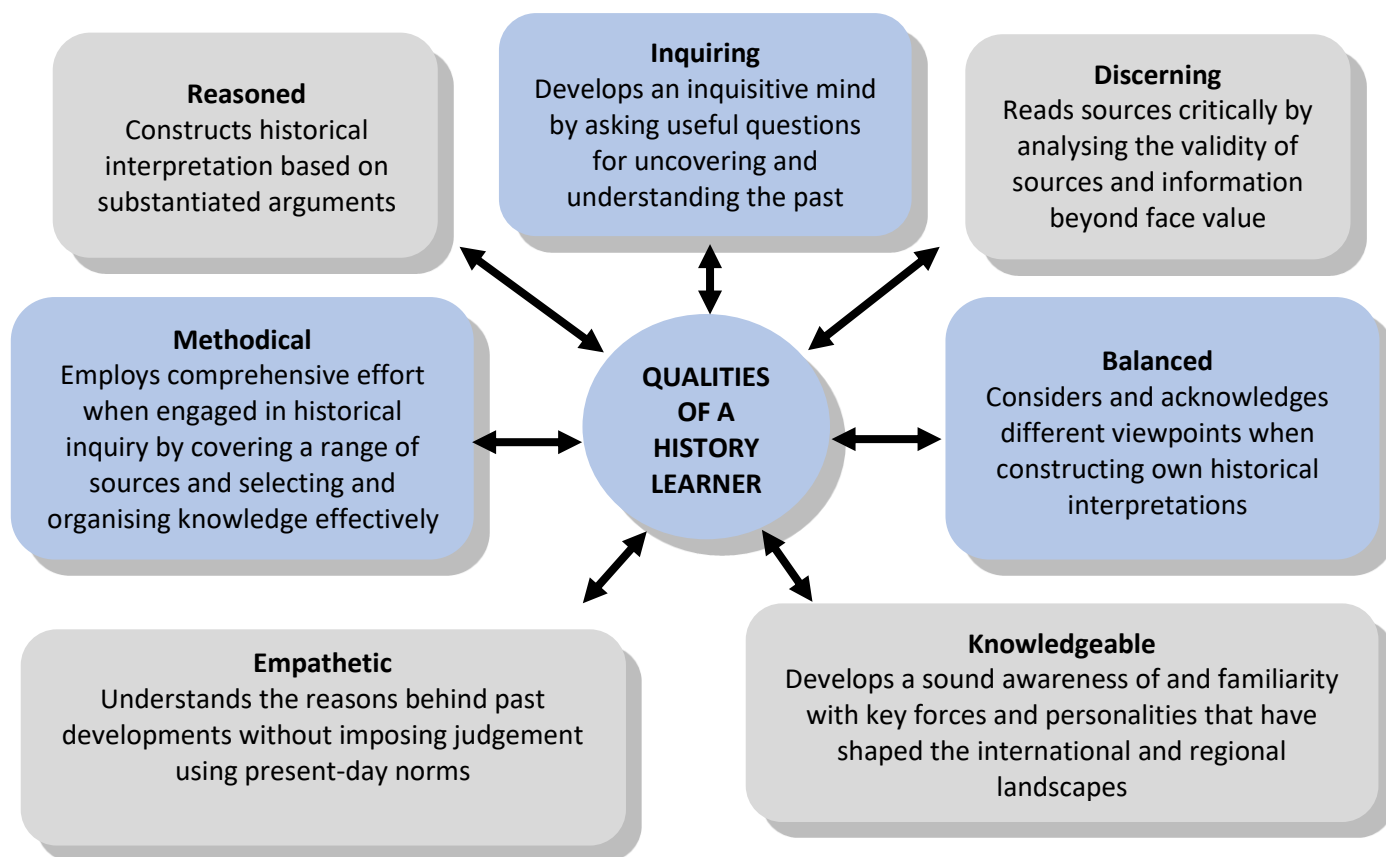 Reasoned
Constructs historical
interpretation based on
substantiated arguments
Inquiring
Develops an inquisitive mind
by asking useful questions
for uncovering and
understanding the past
Discerning
Reads sources critically by
analysing the validity of
sources and information
beyond face value
Methodical
Employs comprehensive effort
when engaged in historical
inquiry by covering a range of
sources and selecting and
organising knowledge effectively
QUALITIES
OF A
HISTORY
LEARNER
Balanced
Considers and acknowledges
different viewpoints when
constructing own historical
interpretations
Empathetic
Understands the reasons behind past
developments without imposing judgement
using present-day norms
Knowledgeable
Develops a sound awareness of and familiarity
with key forces and personalities that have
shaped the international and regional
landscapes